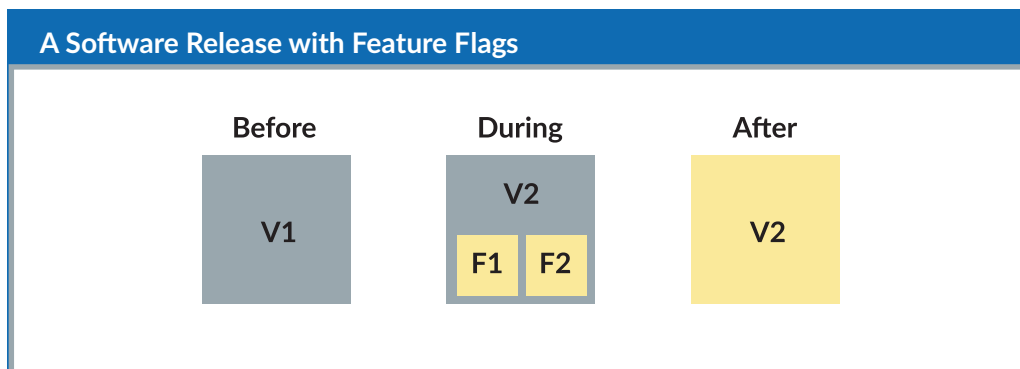 A Software Release with Feature Flags
Before During After
V1 V2 F1 F2 V2